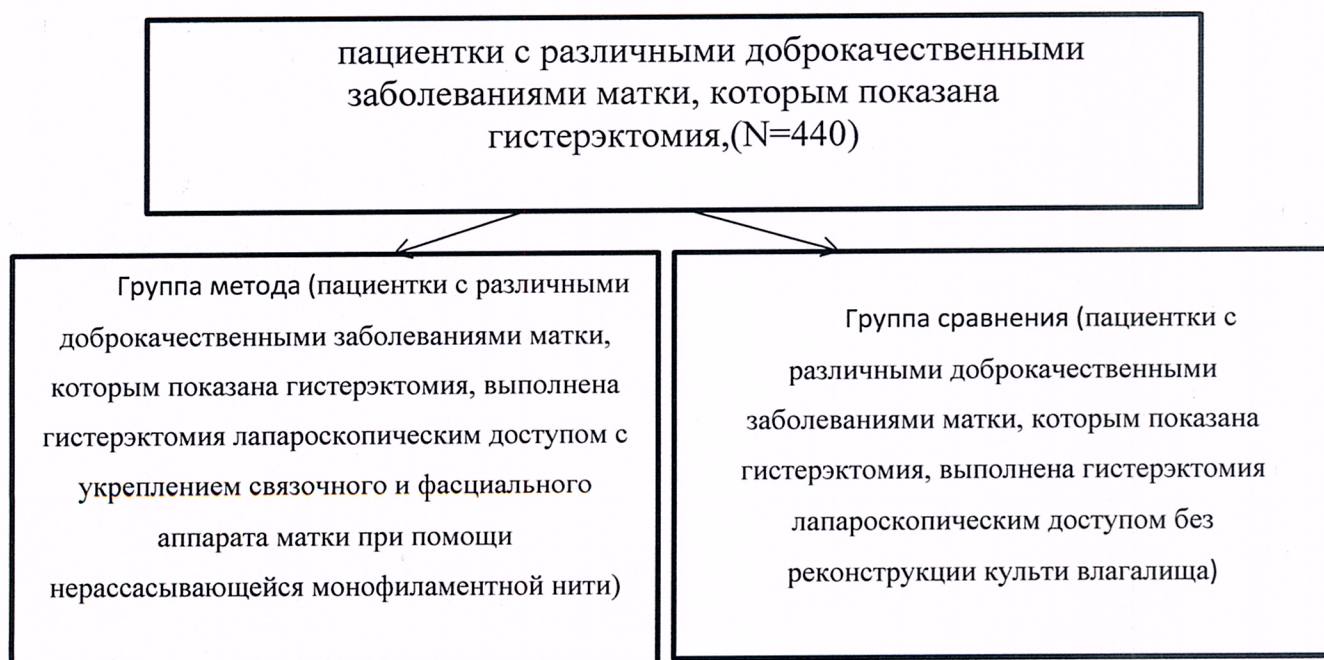 пациентки с различными доброкачественными
заболеваниями матки, которым показана
гистерэктомия,(N=440)
Группа метода (пациентки с различными
доброкачественными заболеваниями матки,
которым показана гистерэктомия, выполнена
гистерэктомия лапароскопическим доступом с
укреплением связочного и фасциального
аппарата матки при помощи
нерассасывающейся монофиламентной нити)
Группа сравнения (пациентки с
различными доброкачественными
заболеваниями матки, которым показана
гистерэктомия, выполнена гистерэктомия
лапароскопическим доступом без
реконструкции культи влагалища)